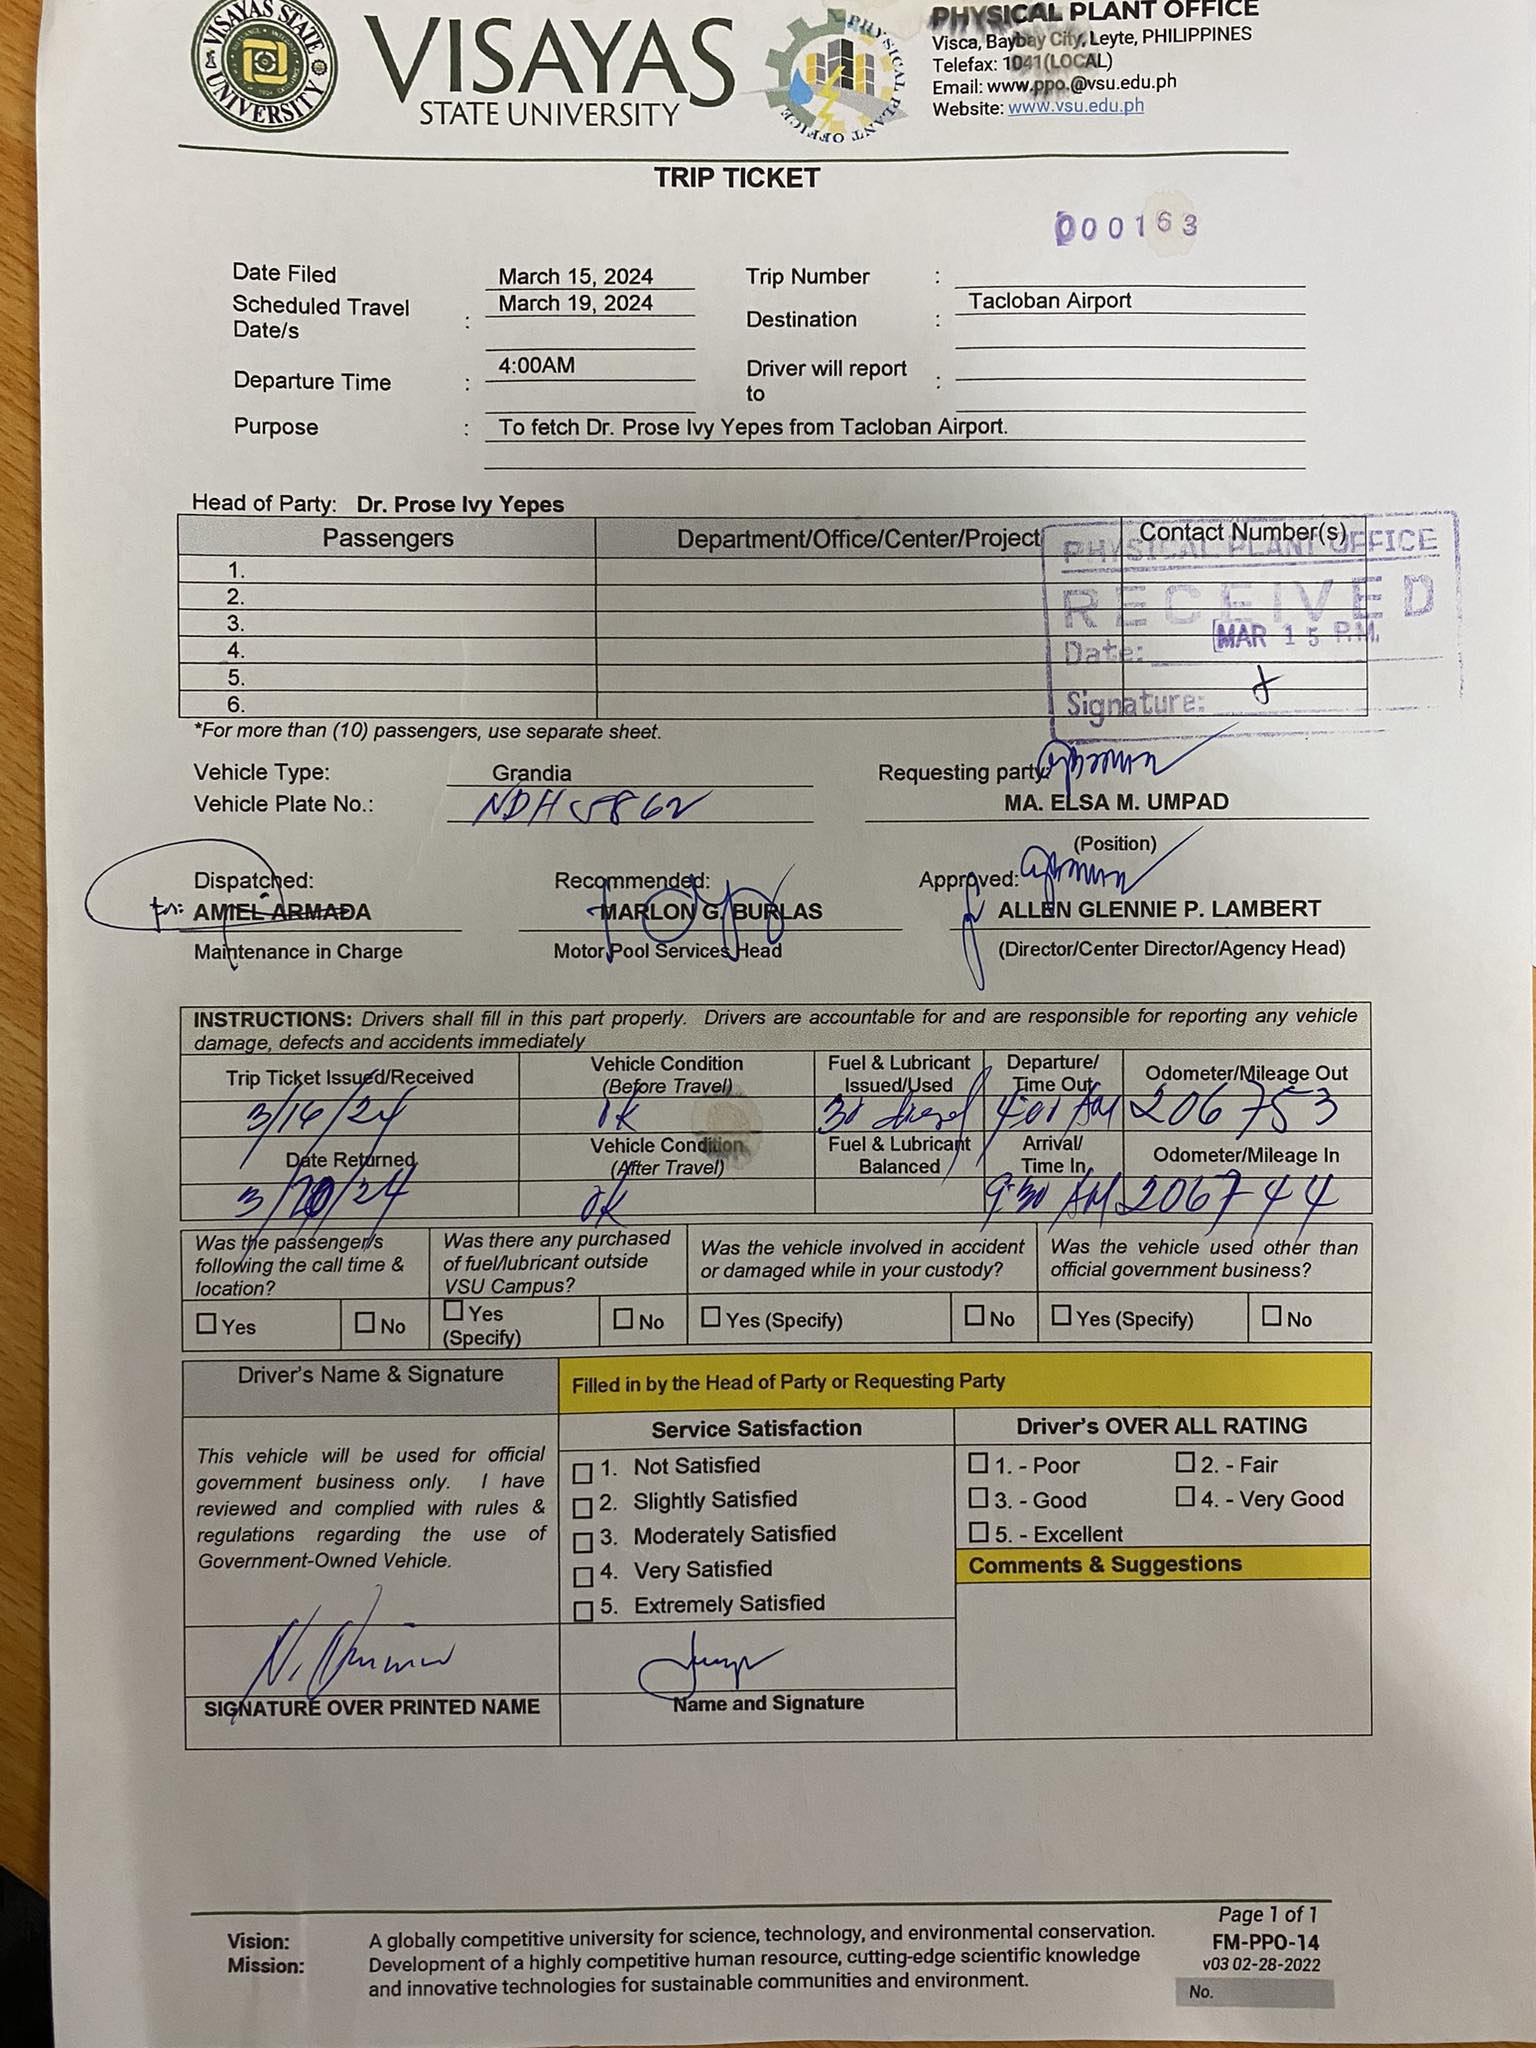 VISAYAS STATE UNIVERSITY
VISAYAS
STATE UNIVERSITY
PHYSICAL PLANT OFFICE
PHYSICAL PLANT OFFICE
Visca, Baybay City, Leyte, PHILIPPINES
Telefax: 1041(LOCAL)
Email: www.ppo.@vsu.edu.ph
Website: www.vsu.edu.ph
TRIP TICKET
000163
Date Filed March 15, 2024 Trip Number :
Scheduled Travel Date/s : March 19, 2024 Destination : Tacloban Airport
Departure Time : 4:00AM Driver will report to :
Purpose : To fetch Dr. Prose Ivy Yepes from Tacloban Airport.
Head of Party: Dr. Prose Ivy Yepes
Passengers Department/Office/Center/Project Contact Number(s)
1.
2.
3.
4.
5.
6.
PHYSICAL PLANT OFFICE
RECEIVED
Date: MAR 15 P.M.
Signature:
*For more than (10) passengers, use separate sheet.
Vehicle Type: Grandia Requesting party:
Vehicle Plate No.: NDH 5862 MA. ELSA M. UMPAD
(Position)
Dispatched: Recommended: Approved:
for: AMIEL ARMADA MARLON G. BURLAS ALLEN GLENNIE P. LAMBERT
Maintenance in Charge Motor Pool Services Head (Director/Center Director/Agency Head)
INSTRUCTIONS: Drivers shall fill in this part properly. Drivers are accountable for and are responsible for reporting any vehicle
damage, defects and accidents immediately
Trip Ticket Issued/Received Vehicle Condition (Before Travel) Fuel & Lubricant Issued/Used Departure/ Time Out Odometer/Mileage Out
3/16/24 OK 30 diesel 4:01 AM 206753
Date Returned Vehicle Condition (After Travel) Fuel & Lubricant Balanced Arrival/ Time In Odometer/Mileage In
3/20/24 OK 9:30 AM 206744
Was the passenger/s following the call time & location? Was there any purchased of fuel/lubricant outside VSU Campus? Was the vehicle involved in accident or damaged while in your custody? Was the vehicle used other than official government business?
Yes No Yes (Specify) No Yes (Specify) No Yes (Specify) No
Driver's Name & Signature Filled in by the Head of Party or Requesting Party
Service Satisfaction Driver's OVER ALL RATING
This vehicle will be used for official
government business only. I have
reviewed and complied with rules &
regulations regarding the use of
Government-Owned Vehicle.
1. Not Satisfied
2. Slightly Satisfied
3. Moderately Satisfied
4. Very Satisfied
5. Extremely Satisfied
1. - Poor 2. - Fair
3. - Good 4. - Very Good
5. - Excellent
Comments & Suggestions
SIGNATURE OVER PRINTED NAME Name and Signature
Page 1 of 1
Vision: A globally competitive university for science, technology, and environmental conservation.
Mission: Development of a highly competitive human resource, cutting-edge scientific knowledge
and innovative technologies for sustainable communities and environment.
FM-PPO-14
v03 02-28-2022
No.